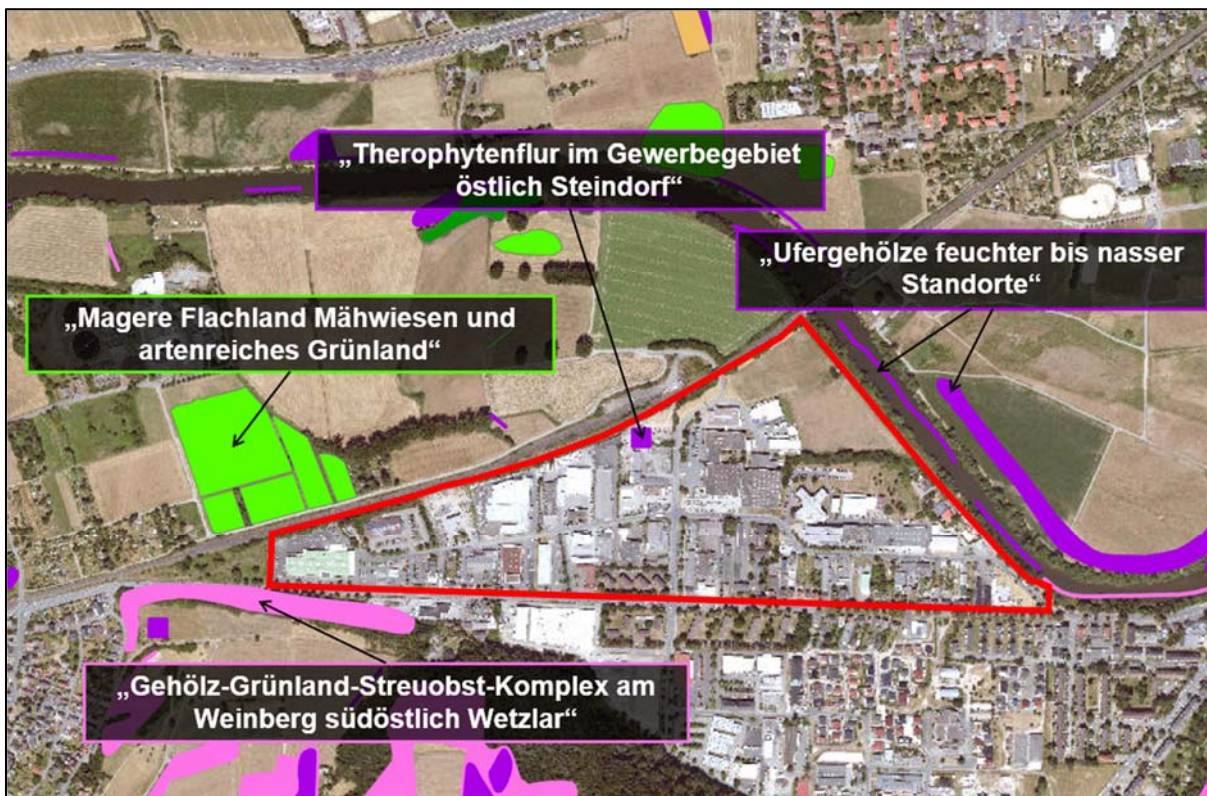 „Therophytenflur im Gewerbegebiet
östlich Steindorf“
„Ufergehölze feuchter bis nasser
Standorte“
„Magere Flachland Mähwiesen und
artenreiches Grünland“
„Gehölz-Grünland-Streuobst-Komplex am
Weinberg südöstlich Wetzlar“